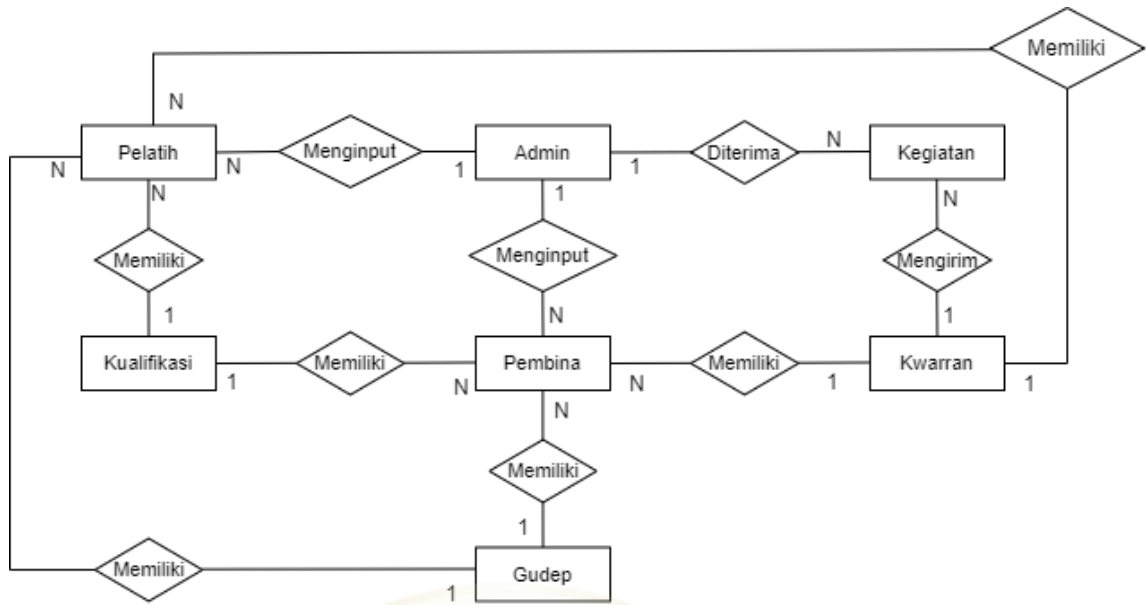 Memiliki
N
Pelatih
N
N
N
Menginput
1
Admin
1
1
Diterima
N
Kegiatan
N
Memiliki
Menginput
Mengirim
1
N
1
Kualifikasi
1
Memiliki
N
Pembina
N
N
Memiliki
1
Kwarran
1
Memiliki
1
Memiliki
1
Gudep